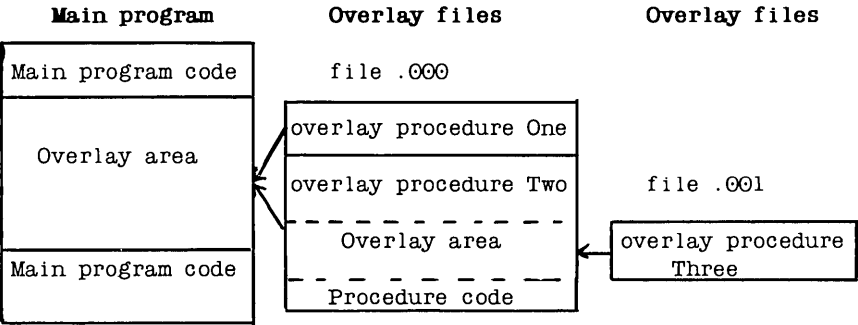 Main program
Overlay files
Overlay files
Main program code
file .000
overlay procedure One
Overlay area
overlay procedure Two
file .001
Overlay area
overlay procedure
Three
Main program code
Procedure code